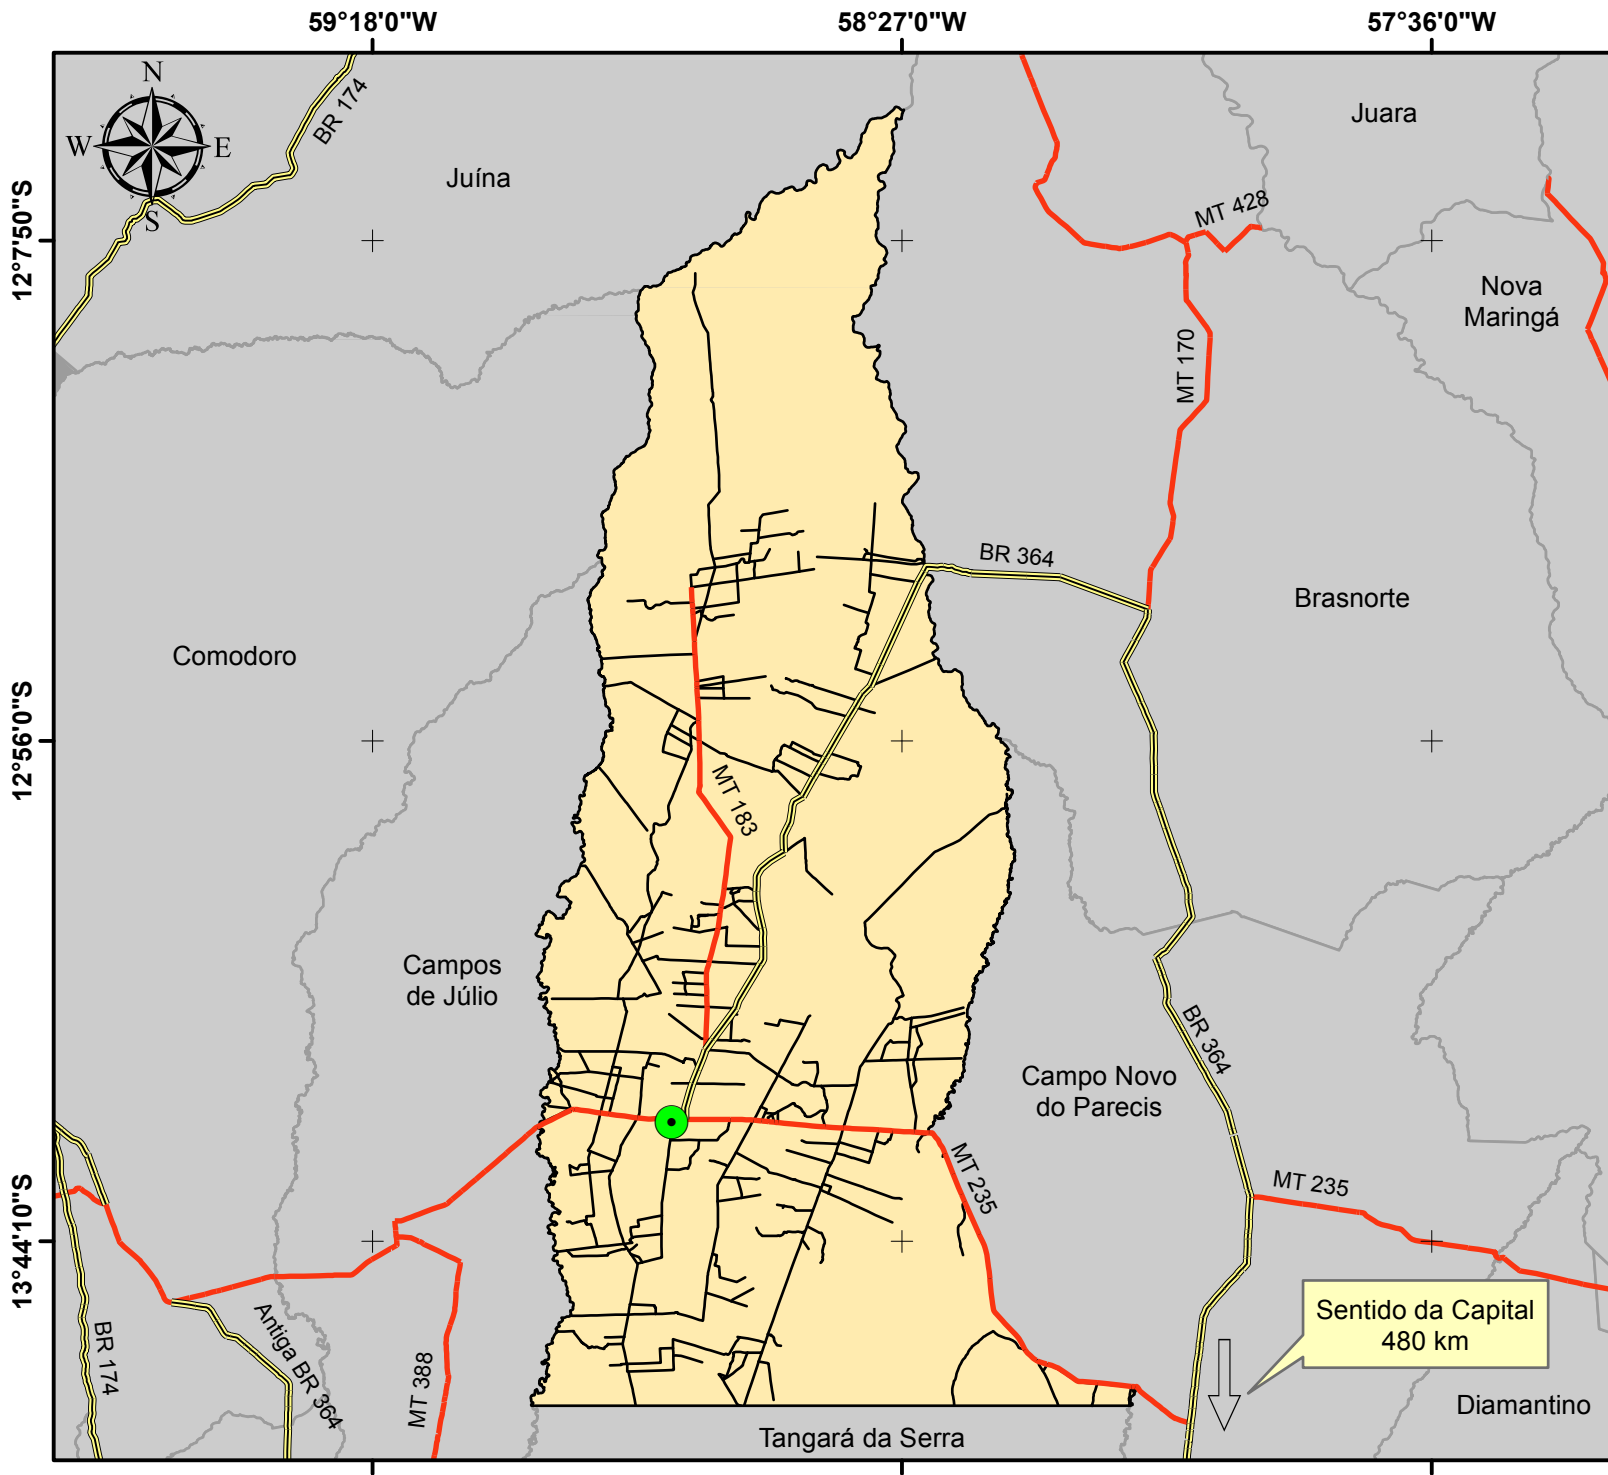 59°18'0"W
58°27'0"W
57°36'0"W
N
W
E
S
BR 174
Juína
Juara
MT 428
12°7'50"S
Nova
Maringá
MT 170
BR 364
Brasnorte
Comodoro
12°56'0"S
MT 183
Campos
de Júlio
BR 364
Campo Novo
do Parecis
MT 235
MT 235
13°44'10"S
Sentido da Capital
480 km
BR 174
Antiga BR 364
MT 388
Diamantino
Tangará da Serra